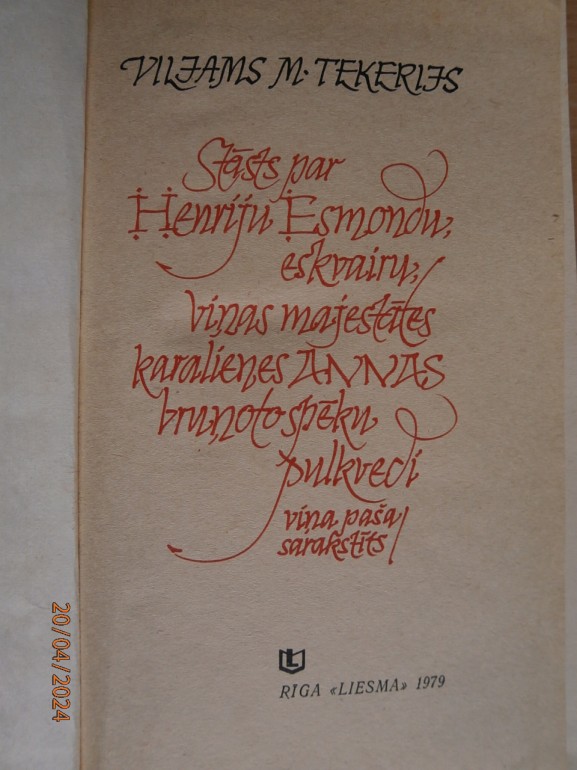 VILJAMS M. TEKERIJS
Stāsts par
Henriju Esmondu,
eskvairu,
viņas majestātes
karalienes ANNAS
bruņoto spēku
pulkvedi
viņa paša
sarakstīts
L
RIGA «LIESMA» 1979
20/04/2024